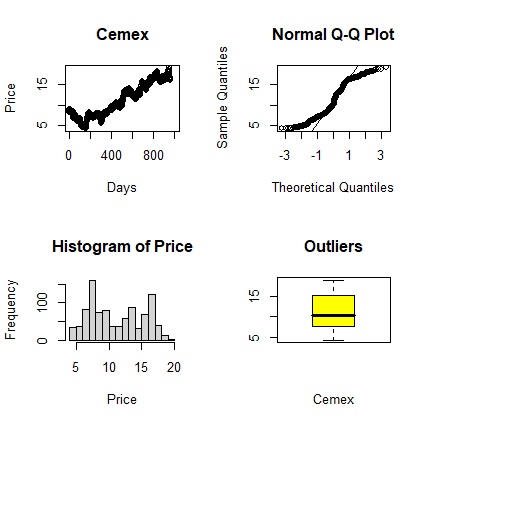 Cemex
Price
15
5
0 400 800
Days
Normal Q-Q Plot
Sample Quantiles
15
5
-3 -1 1 3
Theoretical Quantiles
Histogram of Price
Frequency
100
0
5 10 15 20
Price
Outliers
15
5
Cemex